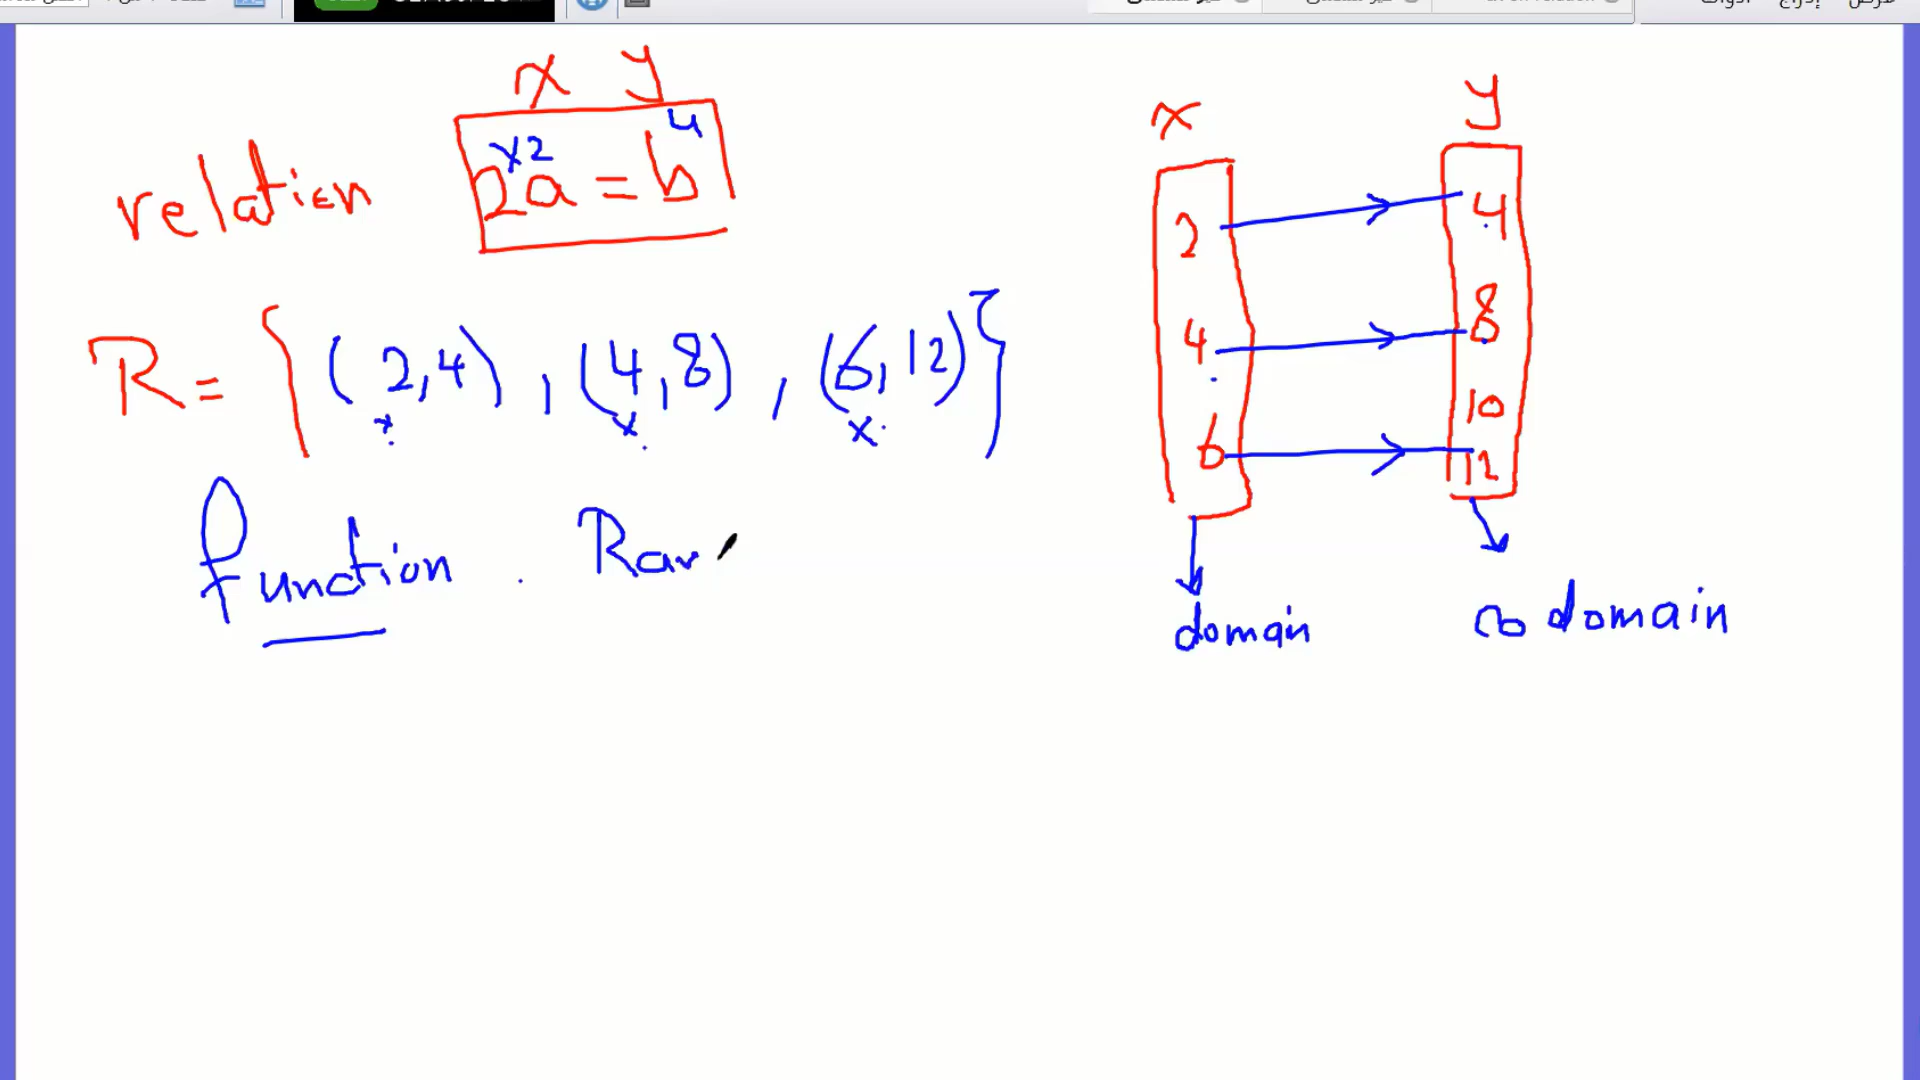 x y
x2 4
relation 2a = b
R = { (2,4) , (4,8) , (6,12) }
function . Ran
x y
2 4
4 8
10
6 12
domain co domain